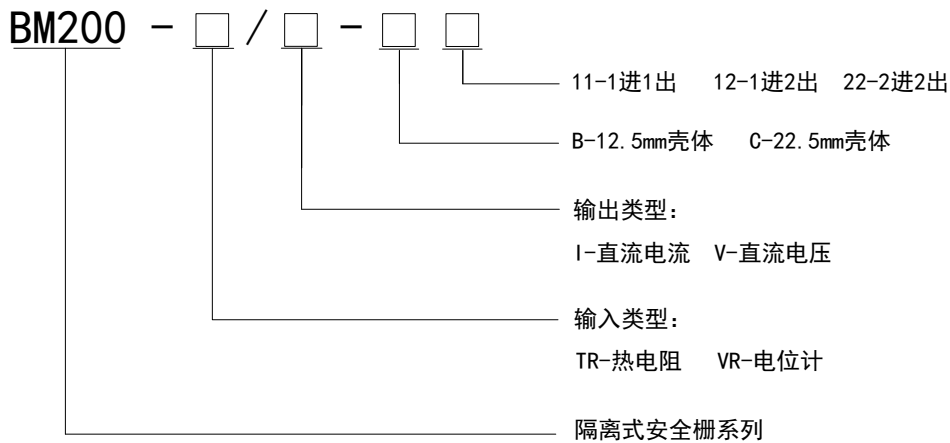 BM200 - □ / □ - □ □
11-1进1出 12-1进2出 22-2进2出
B-12.5mm壳体 C-22.5mm壳体
输出类型：
I-直流电流 V-直流电压
输入类型：
TR-热电阻 VR-电位计
隔离式安全栅系列